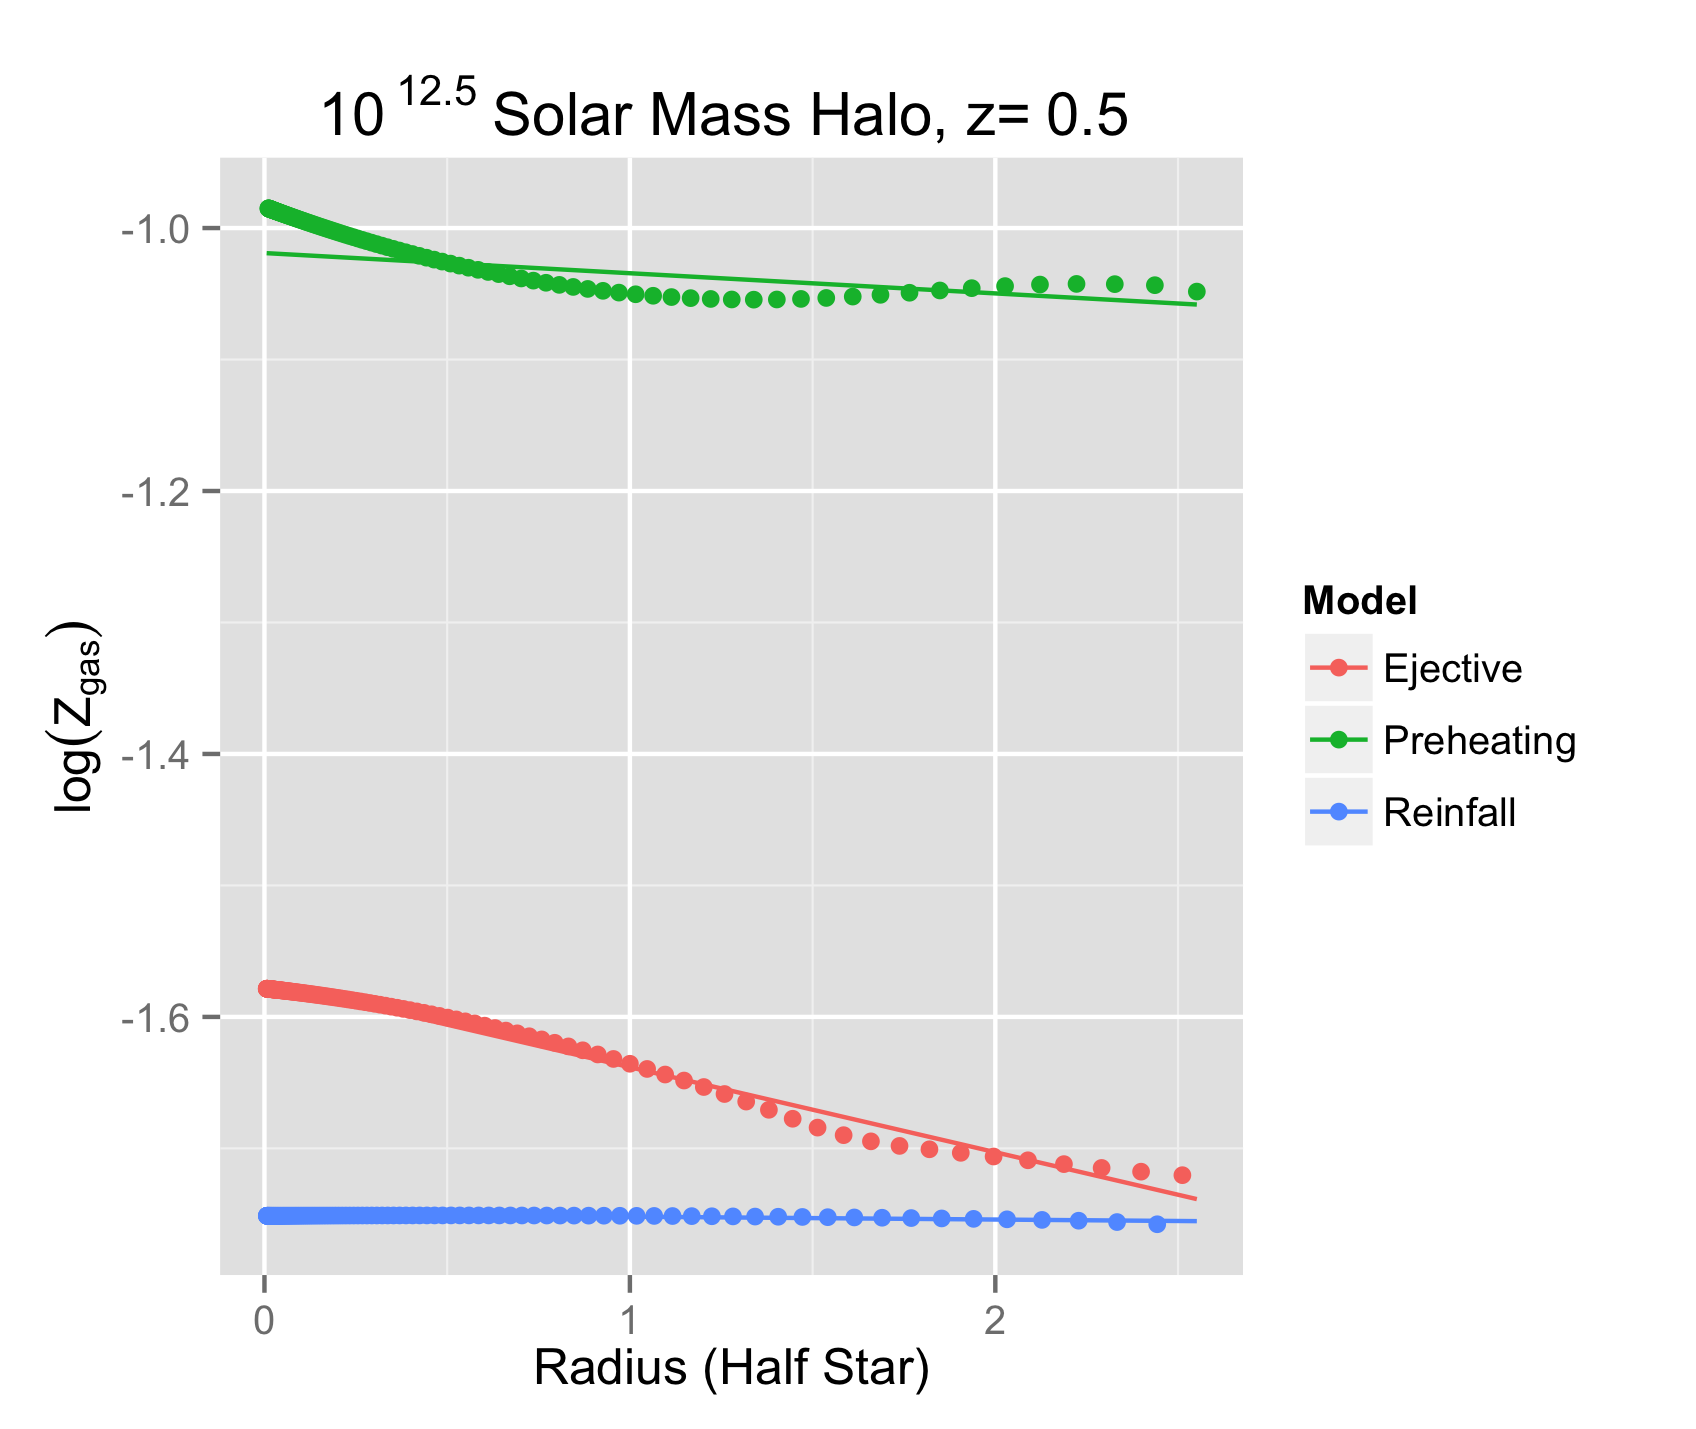 10 12.5 Solar Mass Halo, z= 0.5
-1.0
-1.2
-1.4
-1.6
log(Zgas)
0
1
2
Radius (Half Star)
Model
Ejective
Preheating
Reinfall